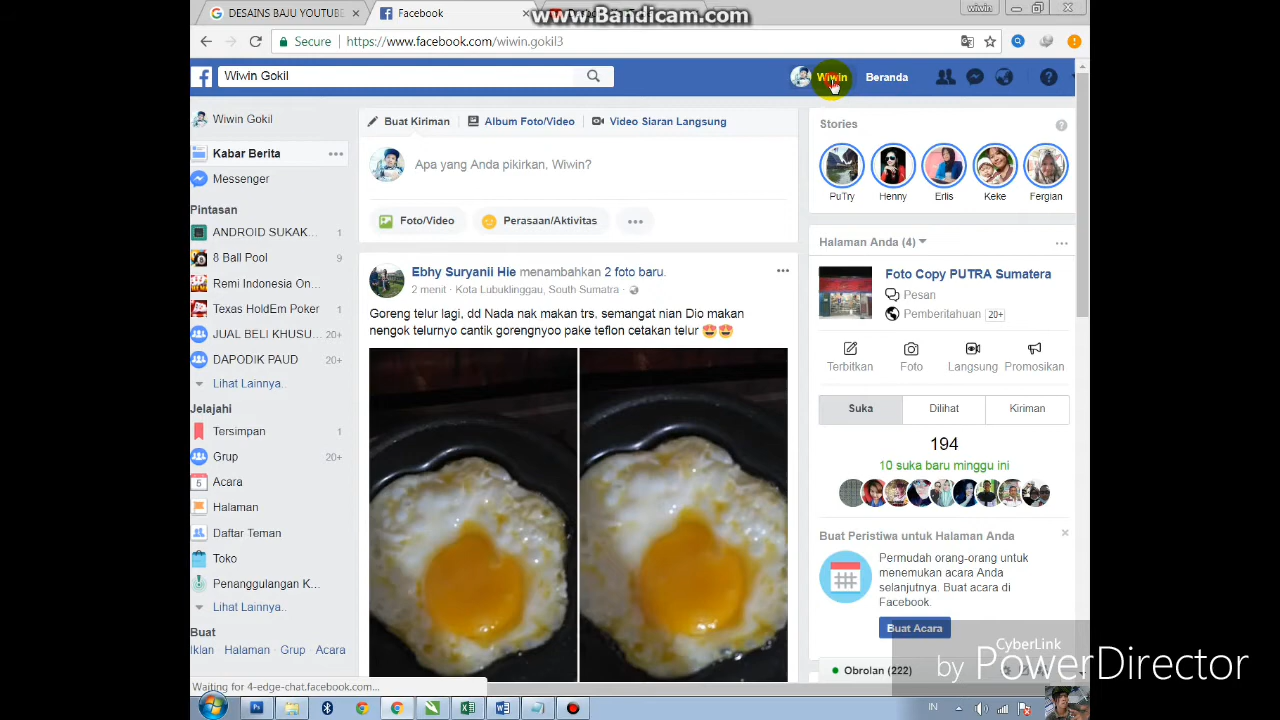 www.Bandicam.com
DESAINS BAJU YOUTUBE
Facebook
wiwin
Secure
https://www.facebook.com/wiwin.gokil3
WIwin Gokil
Wiwin
Beranda
Wiwin Gokil
Kabar Berita
Messenger
Pintasan
ANDROID SUKAK... 1
8 Ball Pool 9
Remi Indonesia On...
Texas HoldEm Poker 1
JUAL BELI KHUSU... 20+
DAPODIK PAUD 20+
Lihat Lainnya..
Jelajahi
Tersimpan 1
Grup 20+
5 Acara
Halaman
Daftar Teman
Toko
Penanggulangan K...
Lihat Lainnya..
Buat
Iklan Halaman Grup Acara
Buat Kiriman
Album Foto/Video
Video Siaran Langsung
Apa yang Anda pikirkan, Wiwin?
Foto/Video
Perasaan/Aktivitas
Ebhy Suryanii Hie menambahkan 2 foto baru.
2 menit · Kota Lubuklinggau, South Sumatra ·
Goreng telur lagi, dd Nada nak makan trs, semangat nian Dio makan
nengok telurnyo cantik gorengnyoo pake teflon cetakan telur 😍😍
Stories
PuTry Henny Erlis Keke Fergian
Halaman Anda (4)
Foto Copy PUTRA Sumatera
Pesan
Pemberitahuan 20+
Terbitkan Foto Langsung Promosikan
Suka Dilihat Kiriman
194
10 suka baru minggu ini
Buat Peristiwa untuk Halaman Anda
Permudah orang-orang untuk
menemukan acara Anda
selanjutnya. Buat acara di
Facebook.
Buat Acara
Obrolan (222)
CyberLink
by PowerDirector
Waiting for 4-edge-chat.facebook.com...
IN